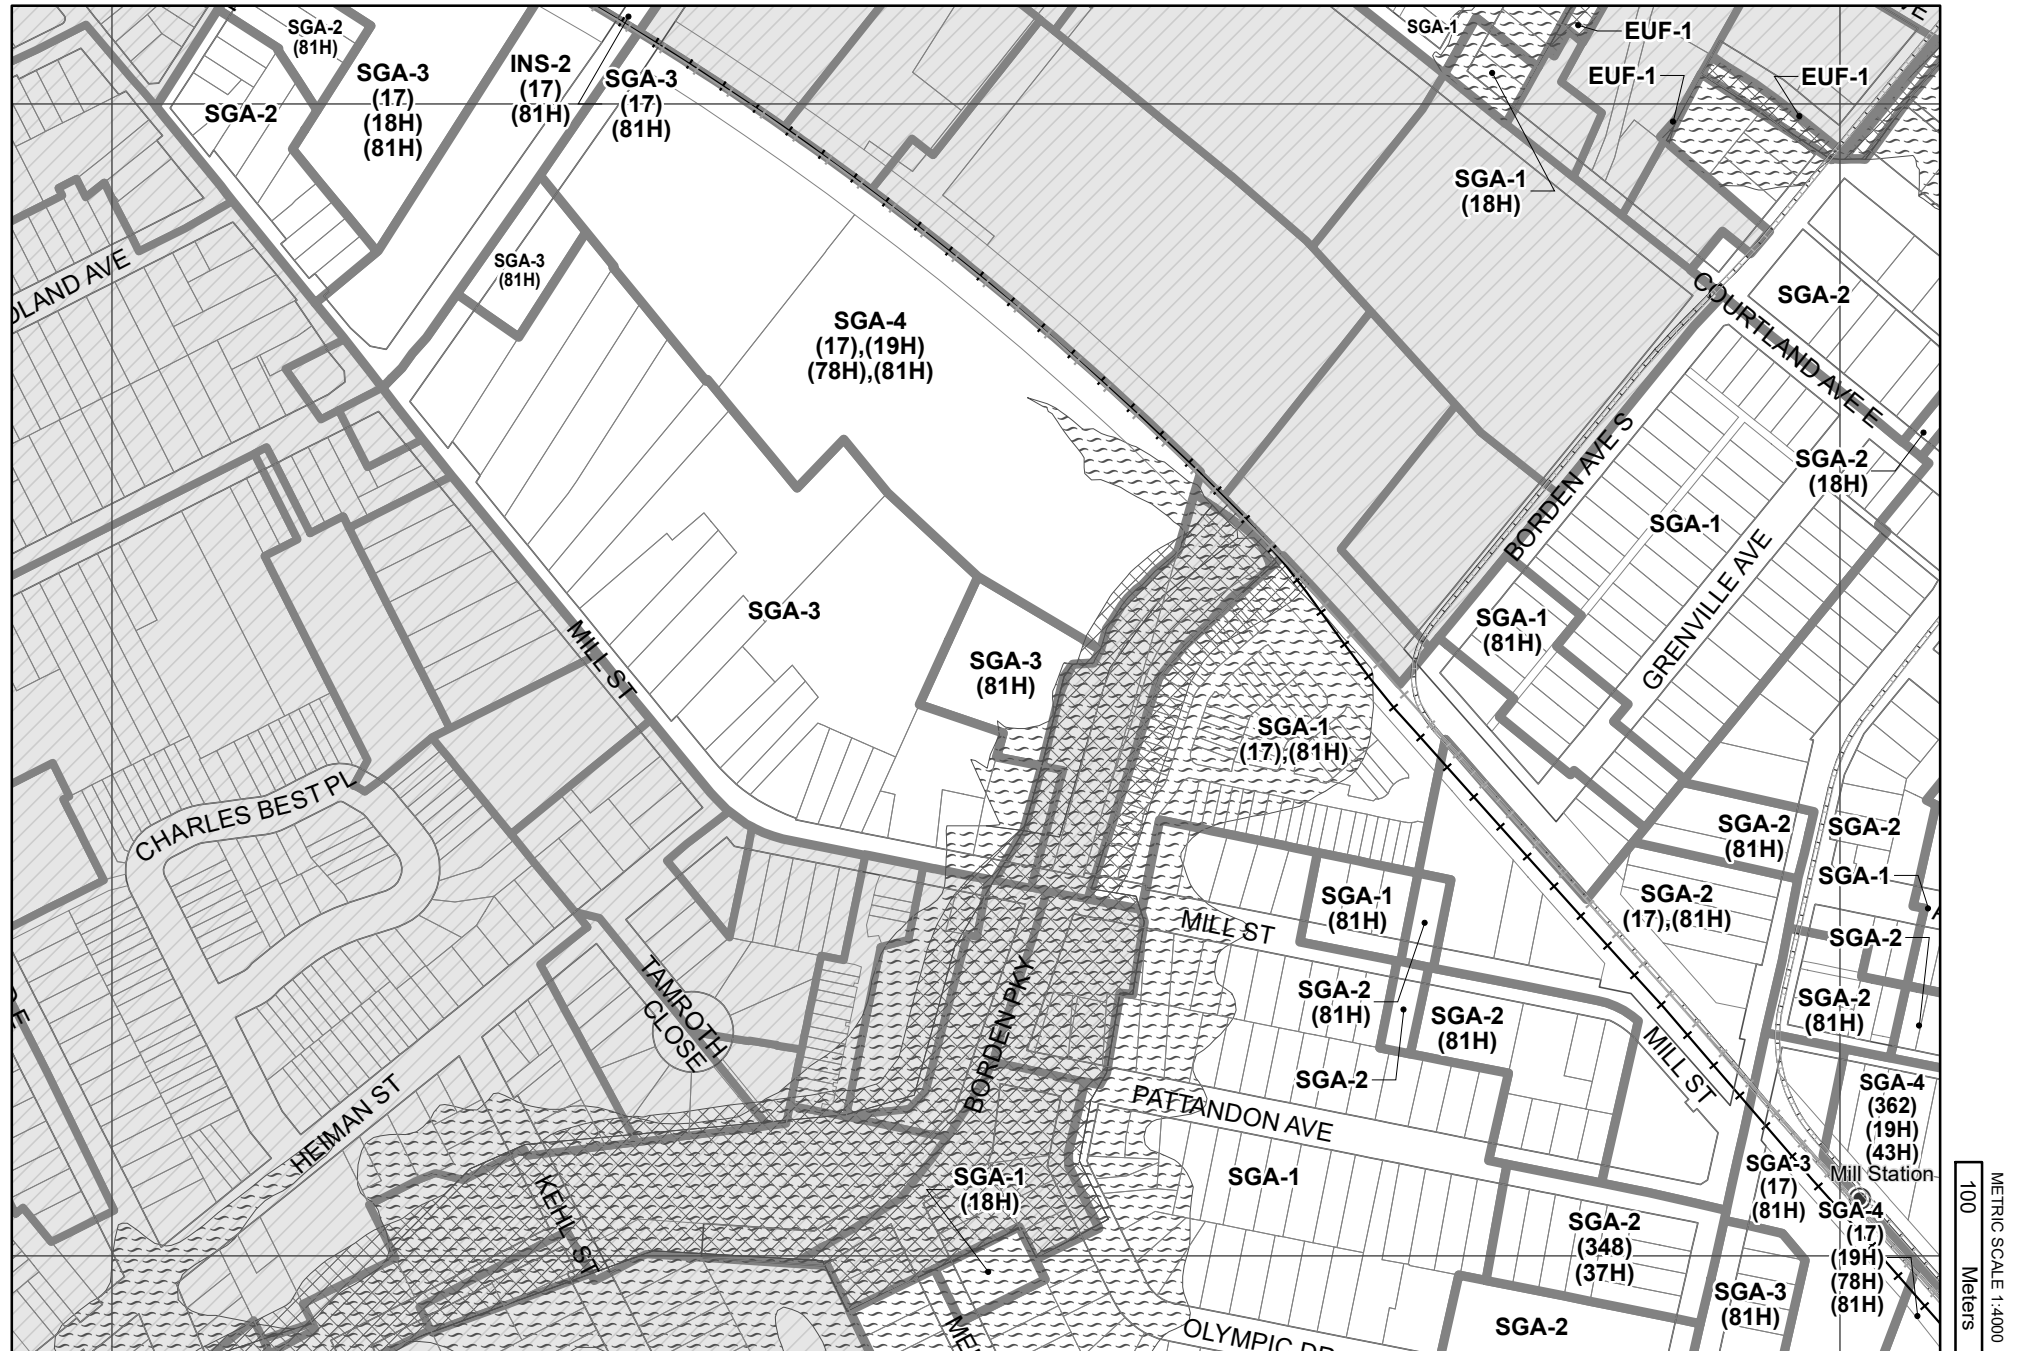 SGA-2
(81H)
SGA-3
(17)
(18H)
(81H)
SGA-2
INS-2
(17)
(81H)
SGA-3
(17)
(81H)
SGA-1
EUF-1
EUF-1
EUF-1
SGA-1
(18H)
SGA-3
(81H)
SGA-4
(17),(19H)
(78H),(81H)
COURTLAND AVE E
SGA-2
BORDEN AVE S
SGA-2
(18H)
SGA-1
GRENVILLE AVE
SGA-1
(81H)
SGA-3
MILL ST
SGA-3
(81H)
SGA-1
(17),(81H)
CHARLES BEST PL
SGA-2
(81H)
SGA-2
SGA-1
SGA-2
(17),(81H)
SGA-1
(81H)
MILL ST
SGA-2
SGA-2
(81H)
SGA-2
(81H)
SGA-2
(81H)
SGA-2
MILL ST
TAMROTH
CLOSE
BORDEN PKY
PATTANDON AVE
HEIMAN ST
KEHL ST
SGA-1
(18H)
SGA-1
SGA-4
(362)
(19H)
(43H)
Mill Station
SGA-3
(17)
(81H)
SGA-4
(17)
(19H)
(78H)
(81H)
SGA-2
(348)
(37H)
SGA-3
(81H)
SGA-2
OLYMPIC DR
METRIC SCALE 1:4000
100 Meters